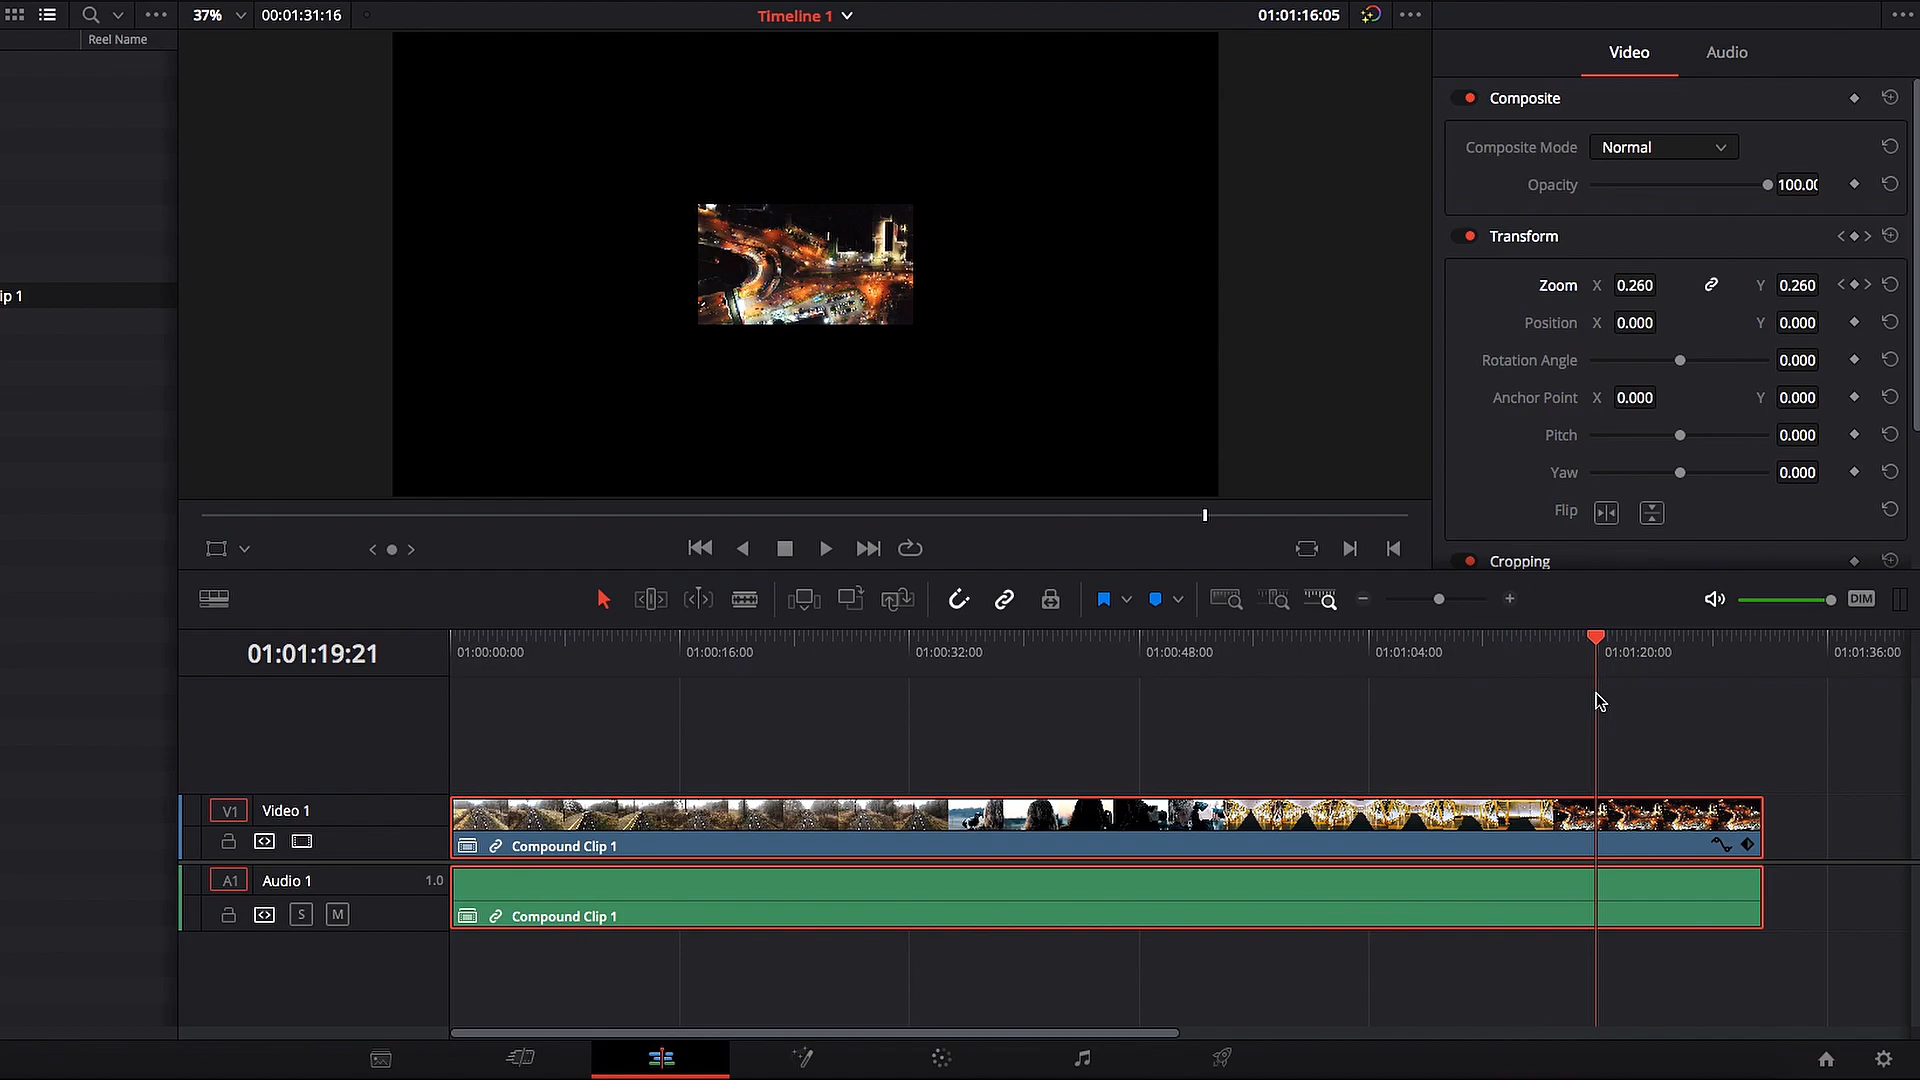 37%
00:01:31:16
Timeline 1
01:01:16:05
Reel Name
Video
Audio
Composite
Composite Mode
Normal
Opacity
100.00
Transform
Zoom X 0.260 Y 0.260
Position X 0.000 Y 0.000
Rotation Angle 0.000
Anchor Point X 0.000 Y 0.000
Pitch 0.000
Yaw 0.000
Flip
Cropping
ip 1
DIM
01:01:19:21
01:00:00:00
01:00:16:00
01:00:32:00
01:00:48:00
01:01:04:00
01:01:20:00
01:01:36:00
V1 Video 1
Compound Clip 1
A1 Audio 1 1.0
S M
Compound Clip 1